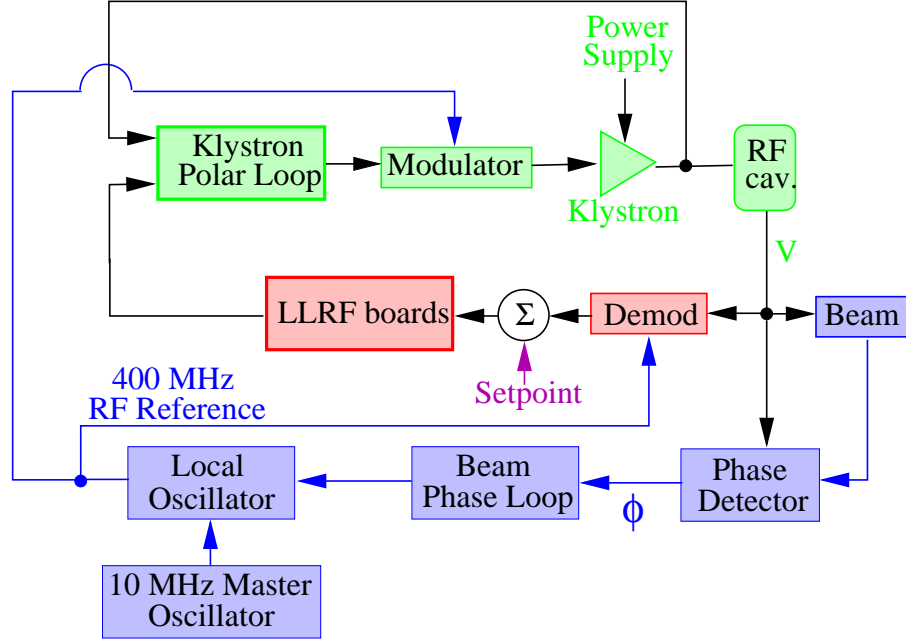 Power
Supply
Klystron
Polar Loop
Modulator
Klystron
RF
cav.
V
LLRF boards
Σ
Demod
Beam
Setpoint
400 MHz
RF Reference
Local
Oscillator
Beam
Phase Loop
ϕ
Phase
Detector
10 MHz Master
Oscillator